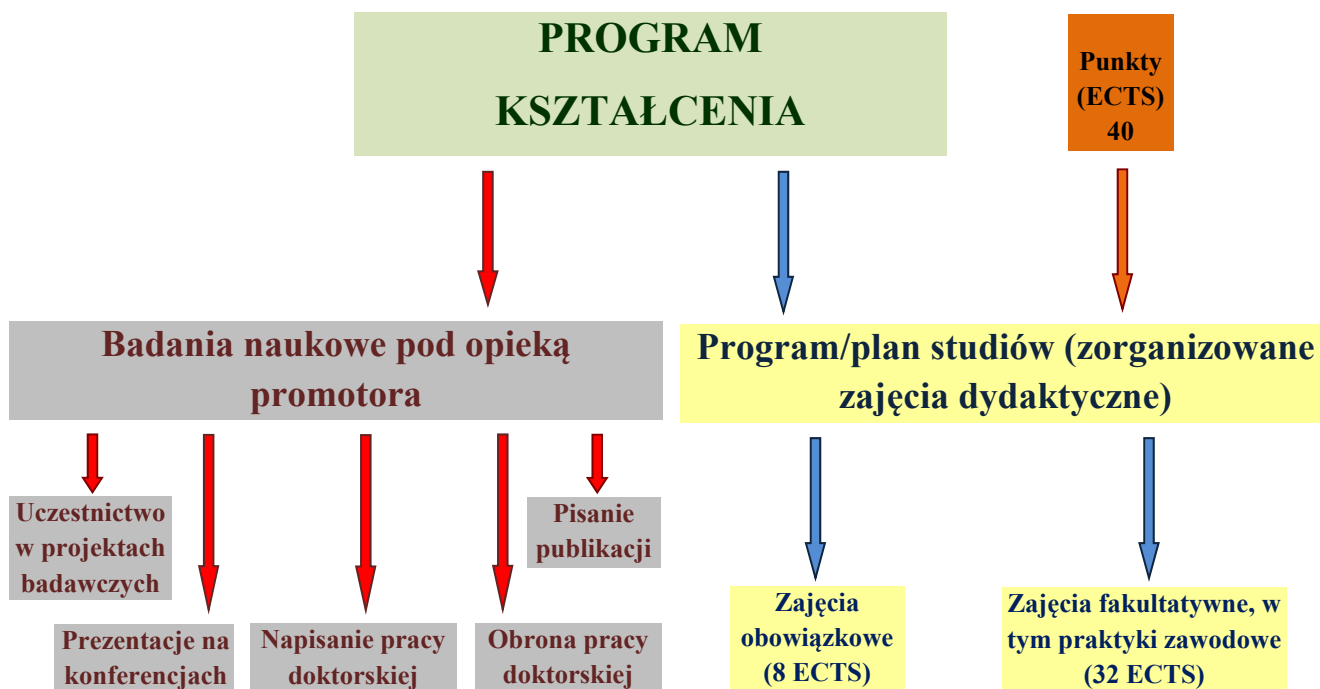 PROGRAM
KSZTAŁCENIA
Punkty
(ECTS)
40
Badania naukowe pod opieką
promotora
Program/plan studiów (zorganizowane
zajęcia dydaktyczne)
Uczestnictwo
w projektach
badawczych
Pisanie
publikacji
Prezentacje na
konferencjach
Napisanie pracy
doktorskiej
Obrona pracy
doktorskiej
Zajęcia
obowiązkowe
(8 ECTS)
Zajęcia fakultatywne, w
tym praktyki zawodowe
(32 ECTS)